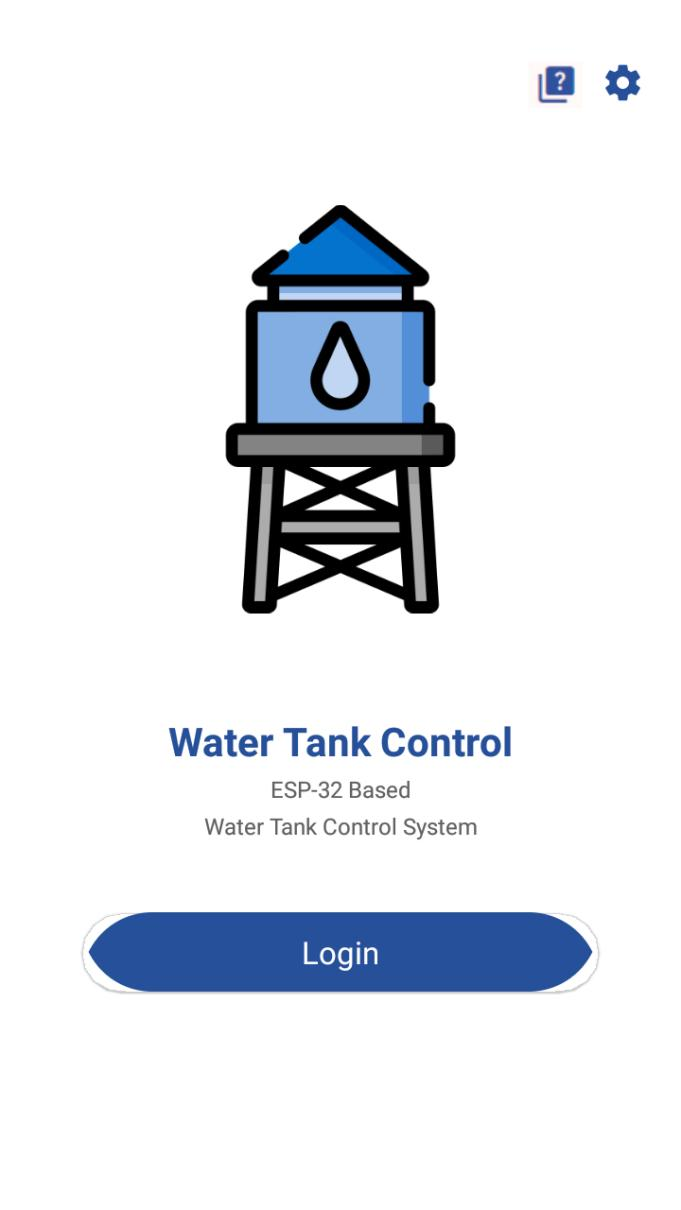 ?
Water Tank Control
ESP-32 Based
Water Tank Control System
Login